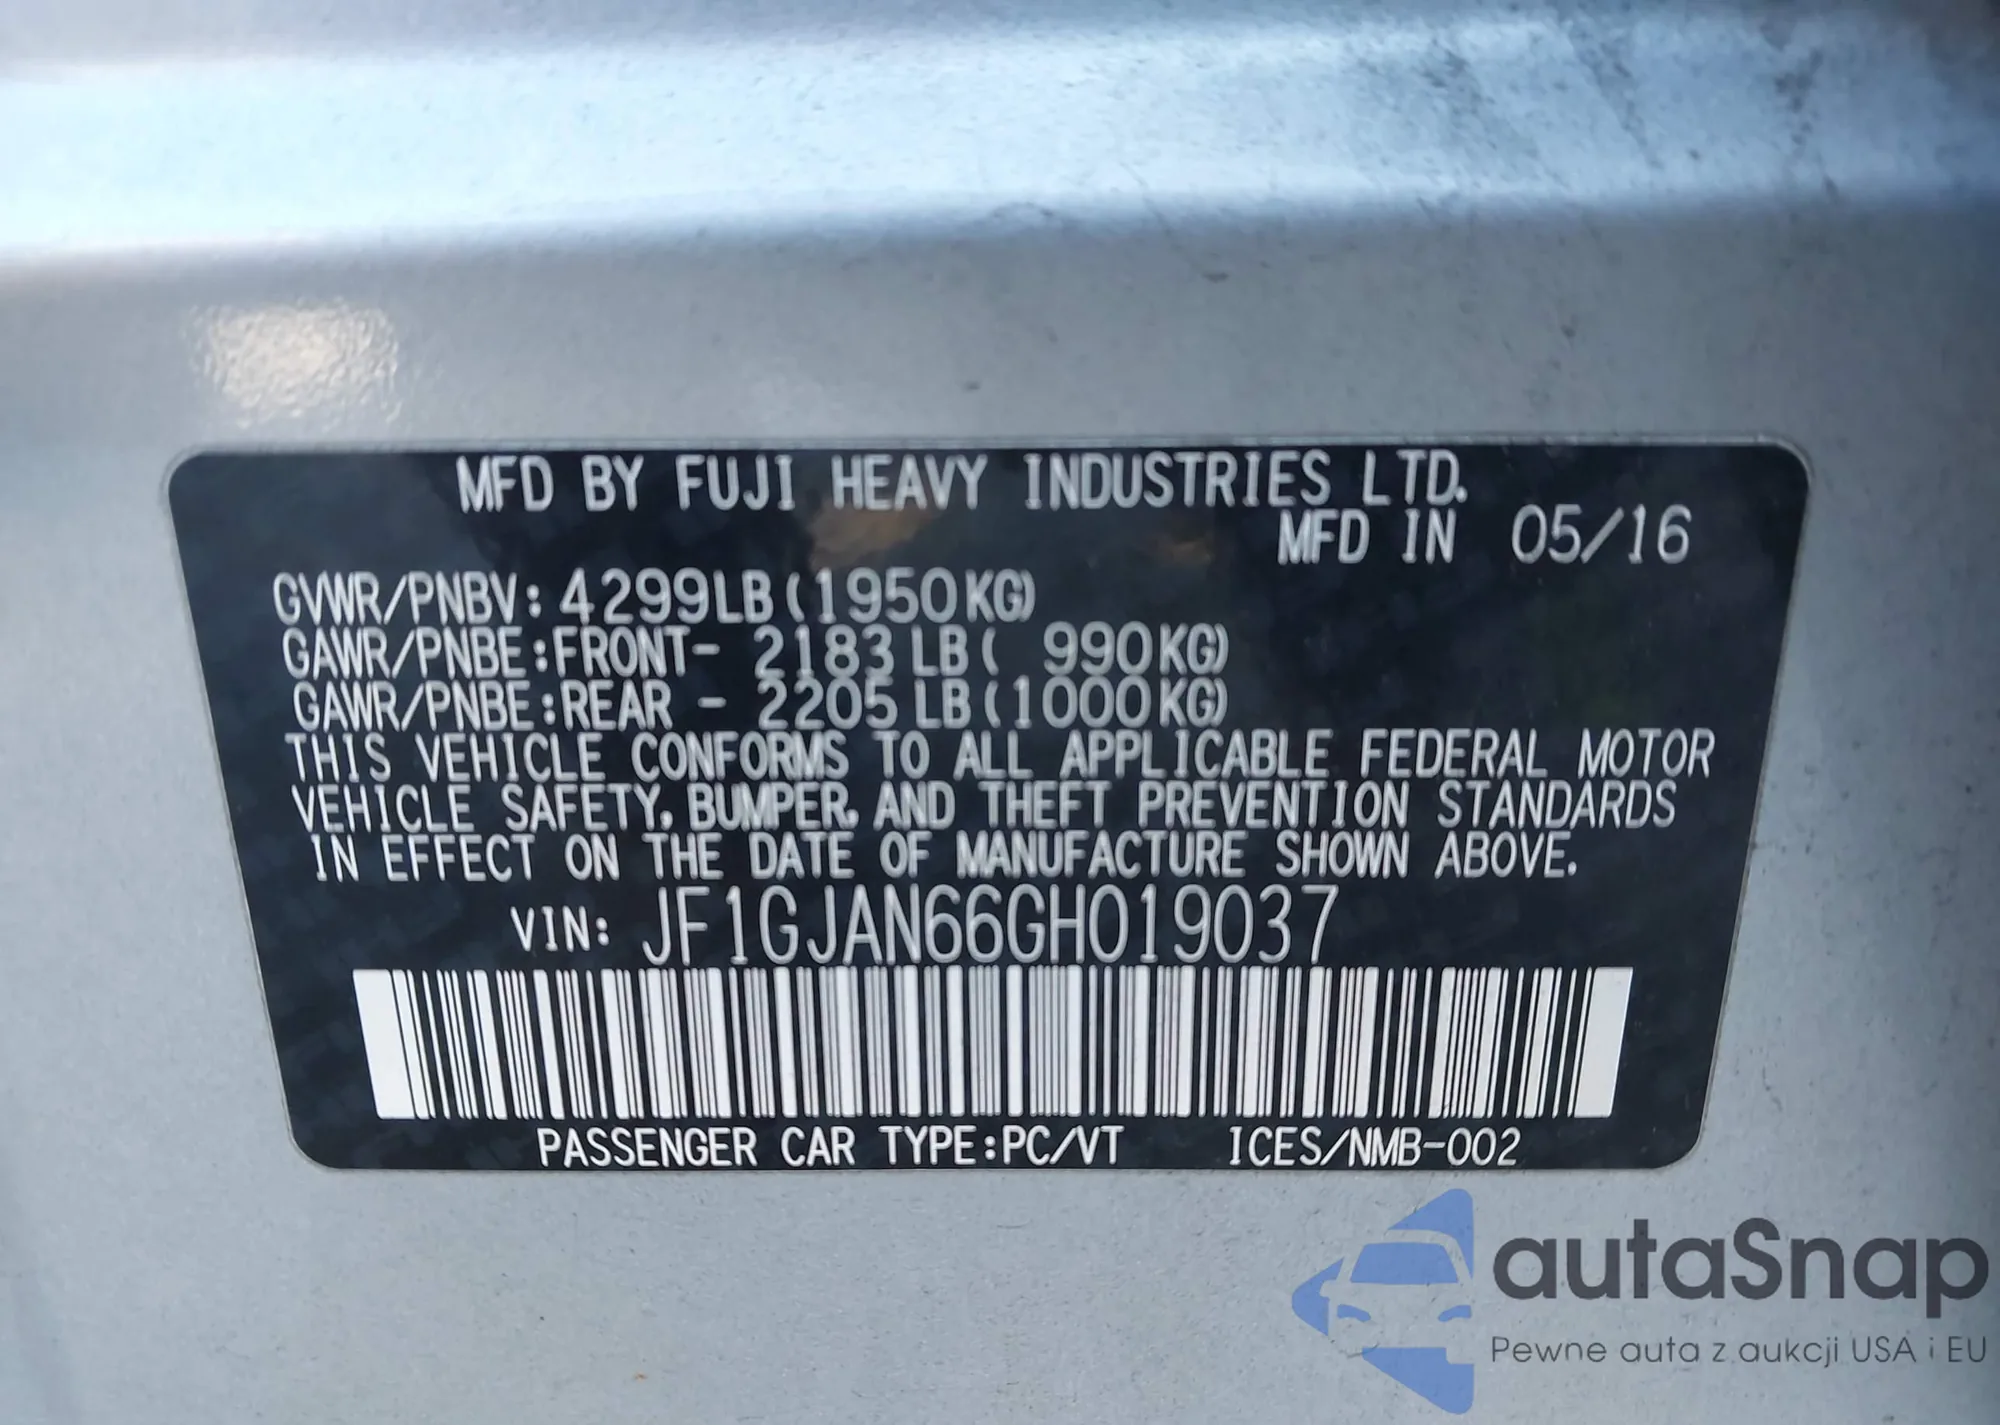 MFD BY FUJI HEAVY INDUSTRIES LTD.
MFD IN 05/16
GVWR/PNBV: 4299LB(1950KG)
GAWR/PNBE:FRONT- 2183LB( 990KG)
GAWR/PNBE:REAR - 2205LB(1000KG)
THIS VEHICLE CONFORMS TO ALL APPLICABLE FEDERAL MOTOR
VEHICLE SAFETY, BUMPER, AND THEFT PREVENTION STANDARDS
IN EFFECT ON THE DATE OF MANUFACTURE SHOWN ABOVE.
VIN: JF1GJAN66GH019037
PASSENGER CAR TYPE:PC/VT ICES/NMB-002
autoSnap
Pewne auta z aukcji USA i EU